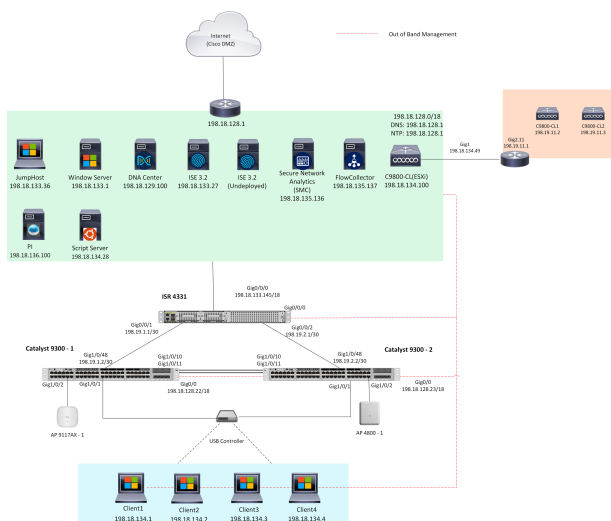 Internet
(Cisco DMZ)
Out of Band Management
198.18.128.1
198.18.128.0/18
DNS: 198.18.128.1
NTP: 198.18.128.1
C9800-CL1
198.19.11.2
C9800-CL2
198.19.11.3
Gig1
198.18.134.49
Gig2.11
198.19.11.1
JumpHost
198.18.133.36
Window Server
198.18.133.1
DNA Center
198.18.129.100
ISE 3.2
198.18.133.27
ISE 3.2
(Undeployed)
Secure Network
Analytics
(SMC)
198.18.135.136
FlowCollector
198.18.135.137
C9800-CL(ESXi)
198.18.134.100
PI
198.18.136.100
Script Server
198.18.134.28
Gig0/0/0
198.18.133.145/18
ISR 4331
Gig0/0/0
Gig0/0/1
198.19.1.1/30
Gig0/0/2
198.19.2.1/30
Catalyst 9300 - 1
Gig1/0/48
198.19.1.2/30
Gig1/0/10
Gig1/0/11
Gig1/0/10
Gig1/0/11
Gig1/0/48
198.19.2.2/30
Catalyst 9300 - 2
Gig1/0/2
Gig1/0/1
Gig0/0
198.18.128.22/18
Gig1/0/1
Gig1/0/2
Gig0/0
198.18.128.23/18
AP 9117AX - 1
USB Controller
AP 4800 - 1
Client1
198.18.134.1
Client2
198.18.134.2
Client3
198.18.134.3
Client4
198.18.134.4